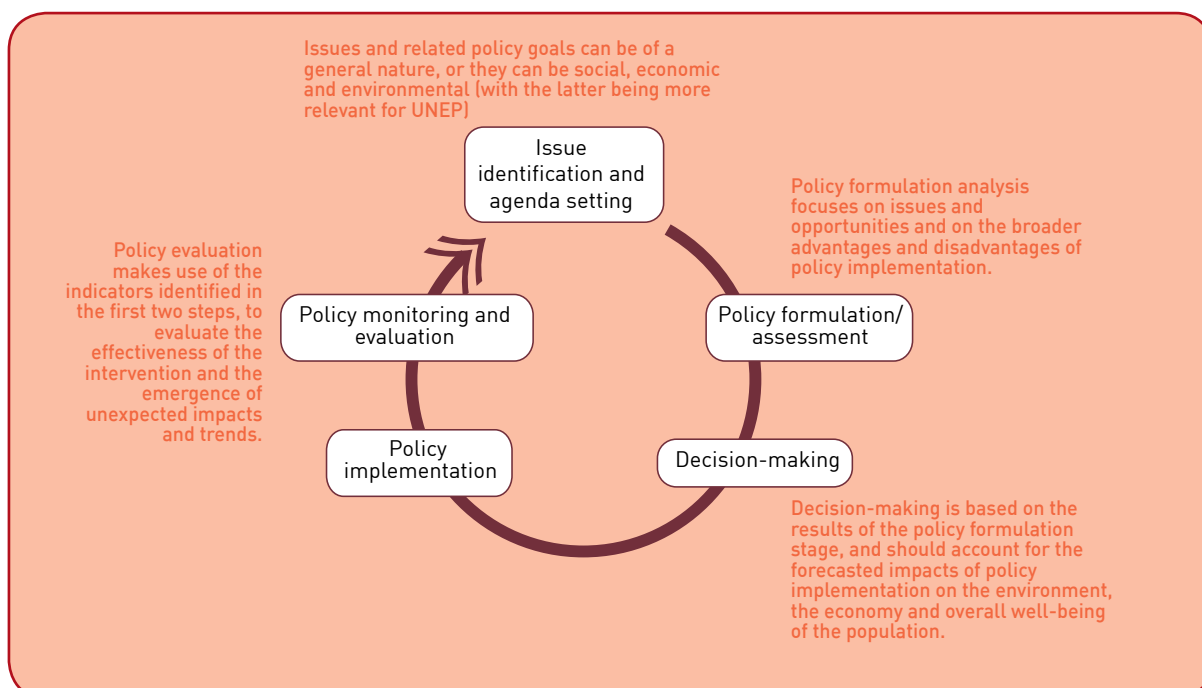 Issues and related policy goals can be of a
general nature, or they can be social, economic
and environmental (with the latter being more
relevant for UNEP)
Issue
identification and
agenda setting
Policy formulation analysis
focuses on issues and
opportunities and on the broader
advantages and disadvantages of
policy implementation.
Policy formulation/
assessment
Decision-making
Decision-making is based on the
results of the policy formulation
stage, and should account for the
forecasted impacts of policy
implementation on the environment,
the economy and overall well-being
of the population.
Policy
implementation
Policy monitoring and
evaluation
Policy evaluation
makes use of the
indicators identified in
the first two steps, to
evaluate the
effectiveness of the
intervention and the
emergence of
unexpected impacts
and trends.